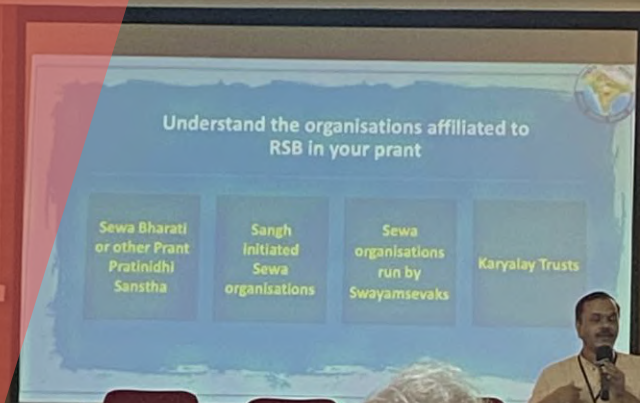 Understand the organisations affiliated to
RSB in your prant
Sewa Bharati
or other Prant
Pratinidhi
Sanstha
Sangh
initiated
Sewa
organisations
Sewa
organisations
run by
Swayamsevaks
Karyalay Trusts